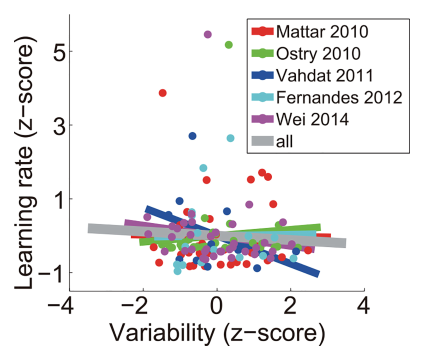 Learning rate (z-score)
5
3
1
−1
Mattar 2010
Ostry 2010
Vahdat 2011
Fernandes 2012
Wei 2014
all
−4 −2 0 2 4
Variability (z-score)